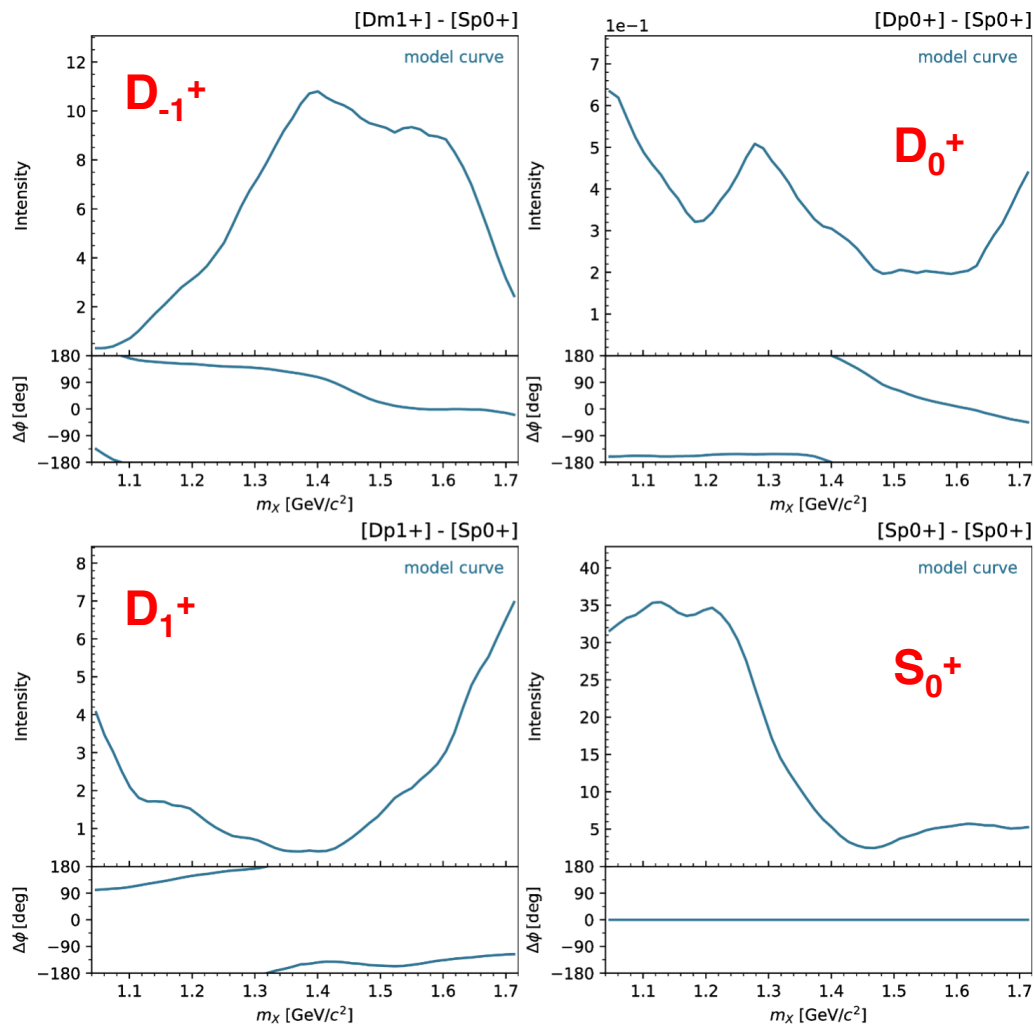 [Dm1+] - [Sp0+]
model curve
D-1+
Intensity
12
10
8
6
4
2
Δϕ [deg]
180
90
0
−90
−180
1.1 1.2 1.3 1.4 1.5 1.6 1.7
mX [GeV/c²]
1e−1
[Dp0+] - [Sp0+]
model curve
D0+
Intensity
7
6
5
4
3
2
1
Δϕ [deg]
180
90
0
−90
−180
1.1 1.2 1.3 1.4 1.5 1.6 1.7
mX [GeV/c²]
[Dp1+] - [Sp0+]
model curve
D1+
Intensity
8
7
6
5
4
3
2
1
Δϕ [deg]
180
90
0
−90
−180
1.1 1.2 1.3 1.4 1.5 1.6 1.7
mX [GeV/c²]
[Sp0+] - [Sp0+]
model curve
S0+
Intensity
40
35
30
25
20
15
10
5
Δϕ [deg]
180
90
0
−90
−180
1.1 1.2 1.3 1.4 1.5 1.6 1.7
mX [GeV/c²]